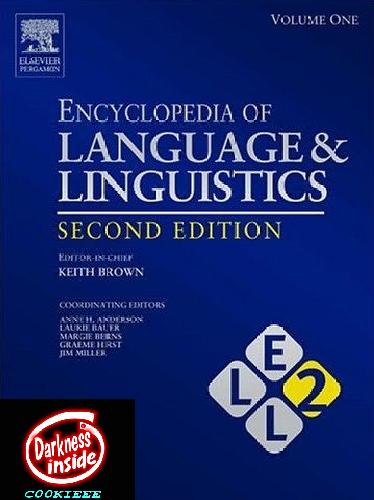 VOLUME ONE
ELSEVIER
PERGAMON
ENCYCLOPEDIA OF
LANGUAGE &
LINGUISTICS
SECOND EDITION
EDITOR-IN-CHIEF
KEITH BROWN
COORDINATING EDITORS
ANNE H. ANDERSON
LAURIE BAUER
MARGIE BERNS
GRAEME HIRST
JIM MILLER
E
L 2
L
Darkness
inside
COOKIEEE